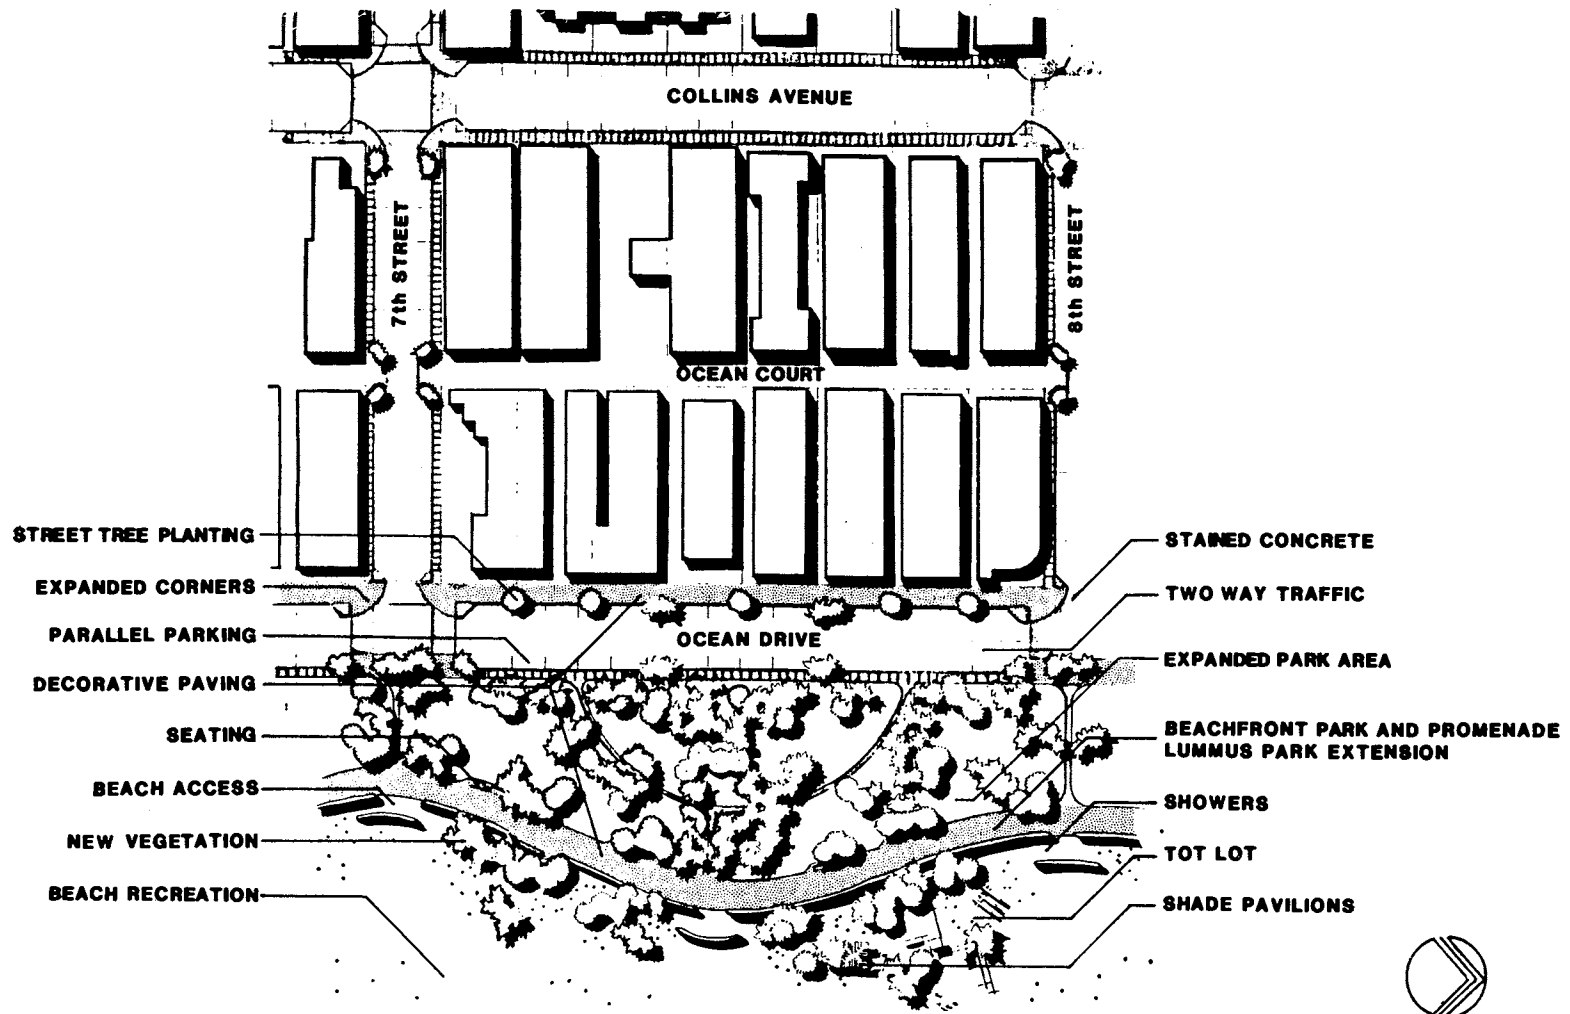 COLLINS AVENUE
7th STREET
8th STREET
OCEAN COURT
STREET TREE PLANTING
EXPANDED CORNERS
PARALLEL PARKING
DECORATIVE PAVING
SEATING
BEACH ACCESS
NEW VEGETATION
BEACH RECREATION
OCEAN DRIVE
STAINED CONCRETE
TWO WAY TRAFFIC
EXPANDED PARK AREA
BEACHFRONT PARK AND PROMENADE
LUMMUS PARK EXTENSION
SHOWERS
TOT LOT
SHADE PAVILIONS